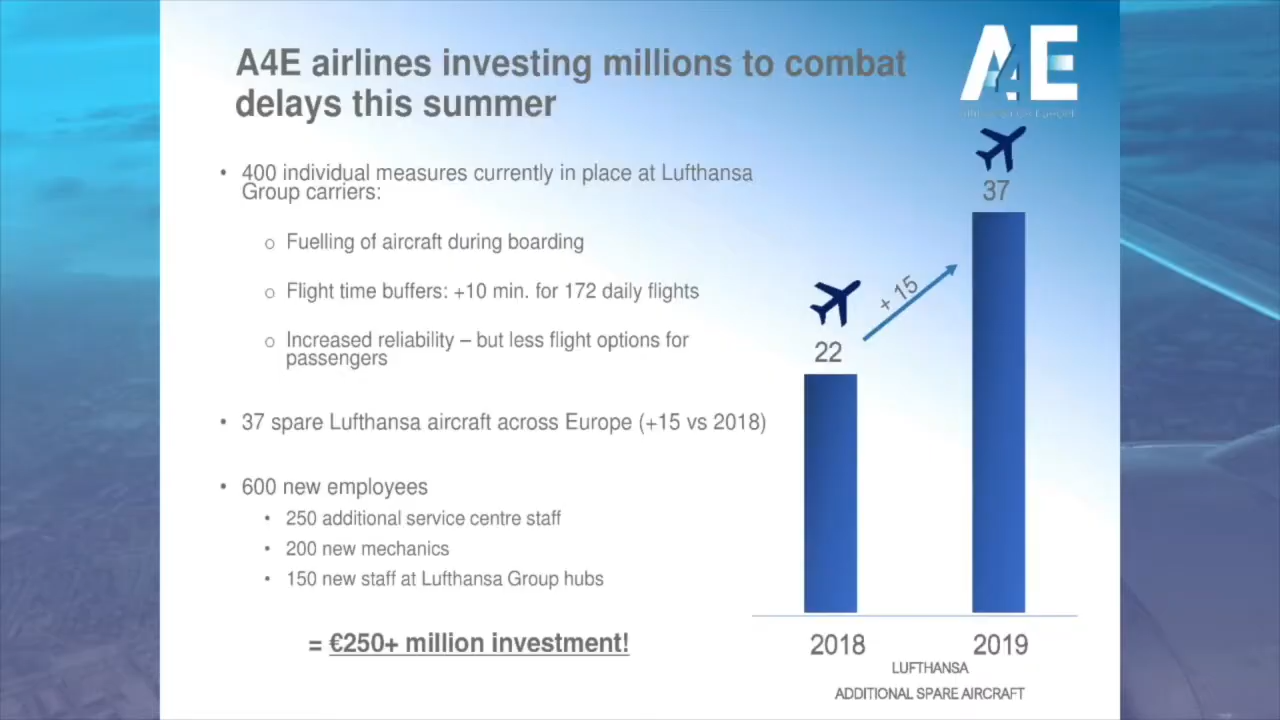 A4E airlines investing millions to combat
delays this summer
A4E
• 400 individual measures currently in place at Lufthansa
Group carriers:
o Fuelling of aircraft during boarding
o Flight time buffers: +10 min. for 172 daily flights
o Increased reliability – but less flight options for
passengers
• 37 spare Lufthansa aircraft across Europe (+15 vs 2018)
• 600 new employees
• 250 additional service centre staff
• 200 new mechanics
• 150 new staff at Lufthansa Group hubs
= €250+ million investment!
37
+ 15
22
2018
2019
LUFTHANSA
ADDITIONAL SPARE AIRCRAFT